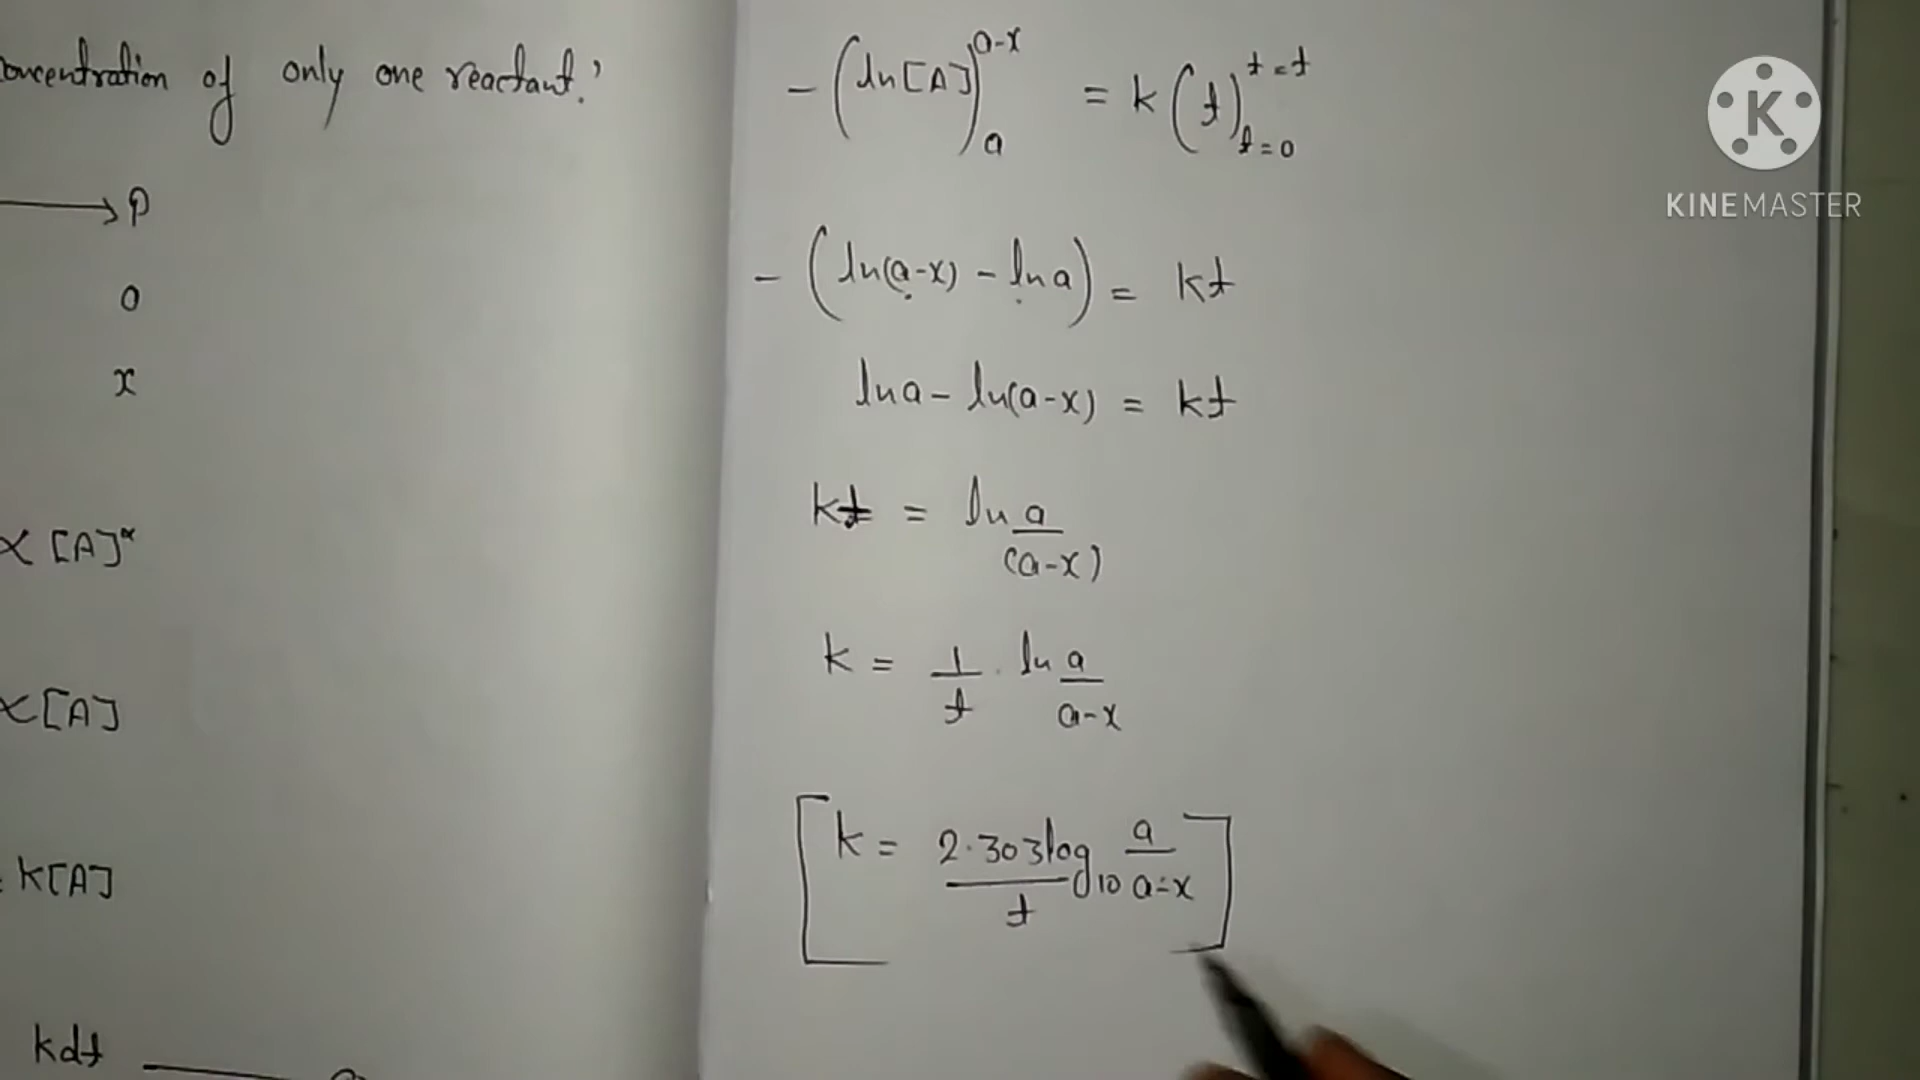 concentration of only one reactant.'
⟶ P
0
x
∝ [A]^α
∝ [A]
= k[A]
kdt
-(ln[A])_a^{a-x} = k(t)_{t=0}^{t=t}
-(ln(a-x) - ln a) = kt
ln a - ln(a-x) = kt
kt = ln a/(a-x)
k = 1/t . ln a/a-x
[k = 2.303/t log10 a/a-x]
KINEMASTER